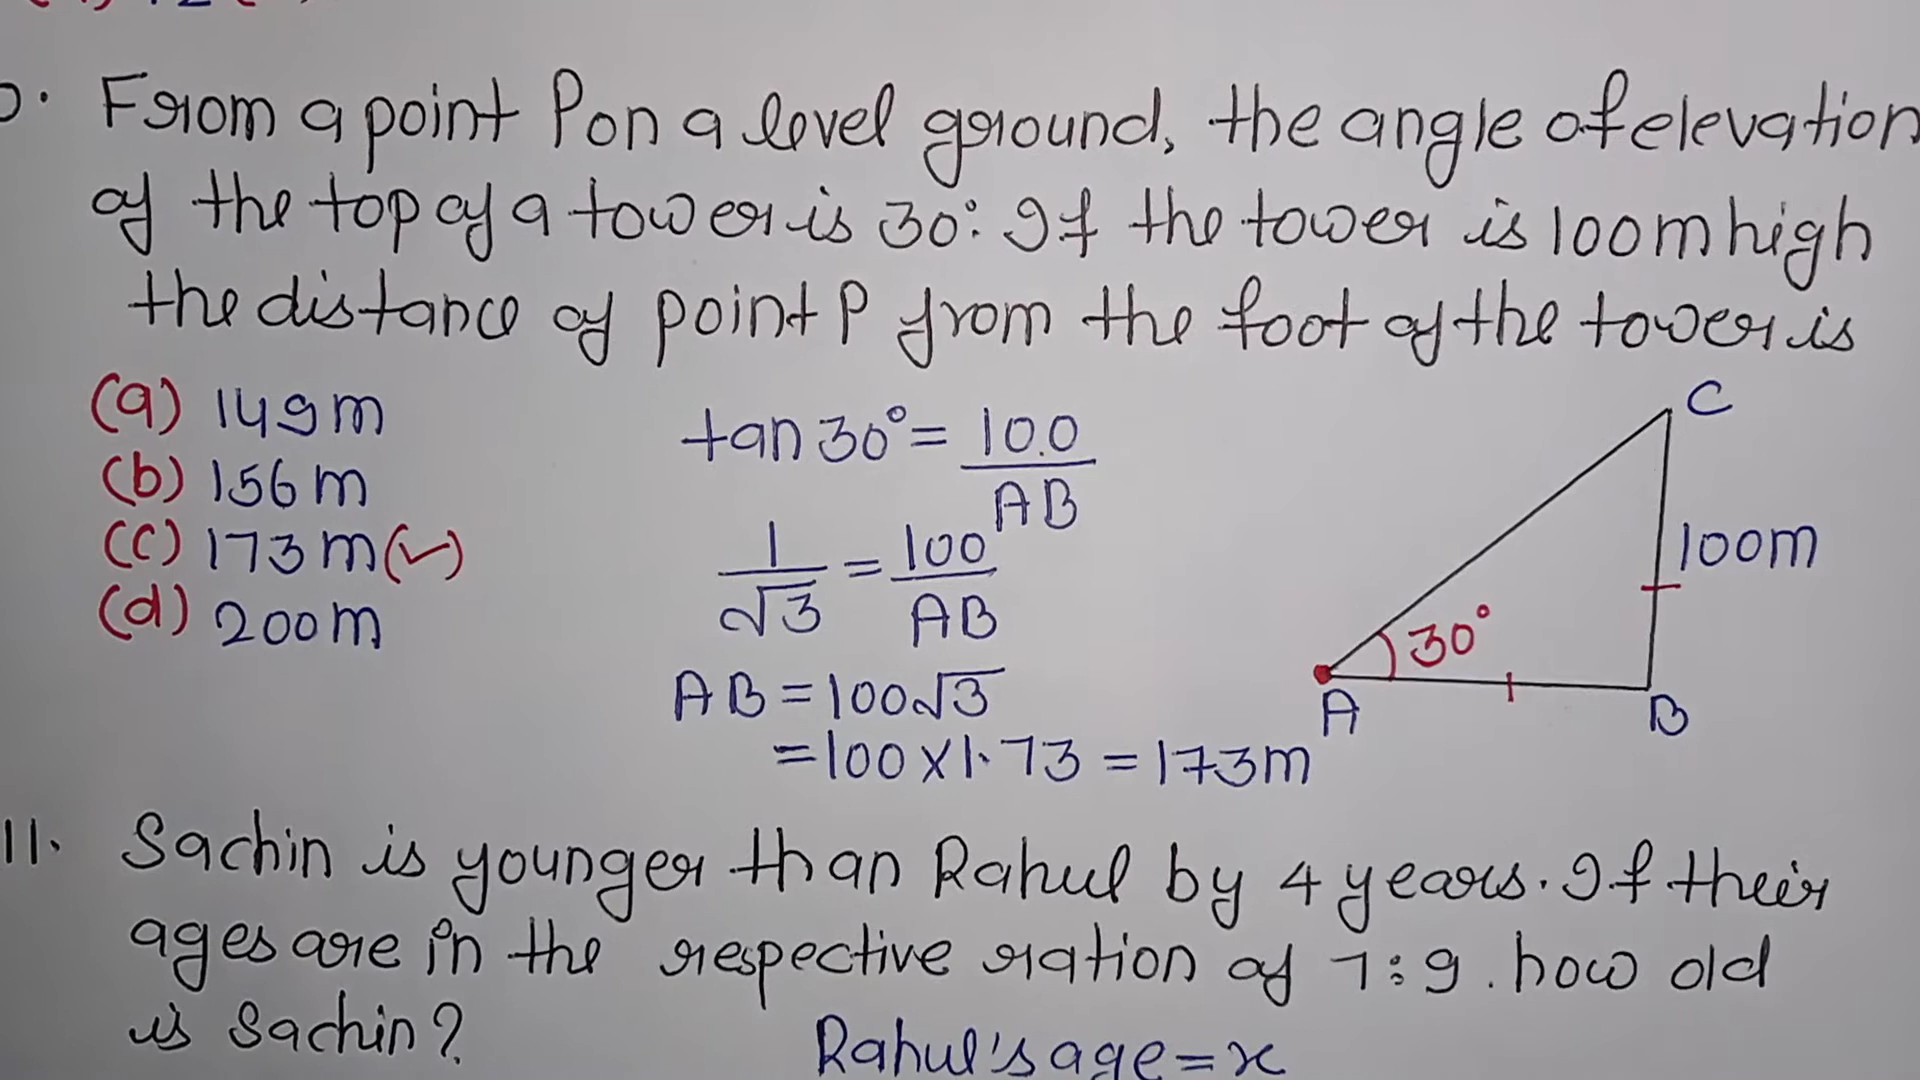 From a point P on a level ground, the angle of elevation
of the top of a tower is 30°. If the tower is 100m high
the distance of point P from the foot of the tower is
(a) 149m
(b) 156m
(c) 173m(✓)
(d) 200m
tan 30° = 10.0/AB
1/√3 = 100/AB
AB = 100√3
= 100 x 1.73 = 173m
C
100m
30°
A
B
11. Sachin is younger than Rahul by 4 years. If their
ages are in the respective ration of 7:9. how old
is Sachin?
Rahul's age = x